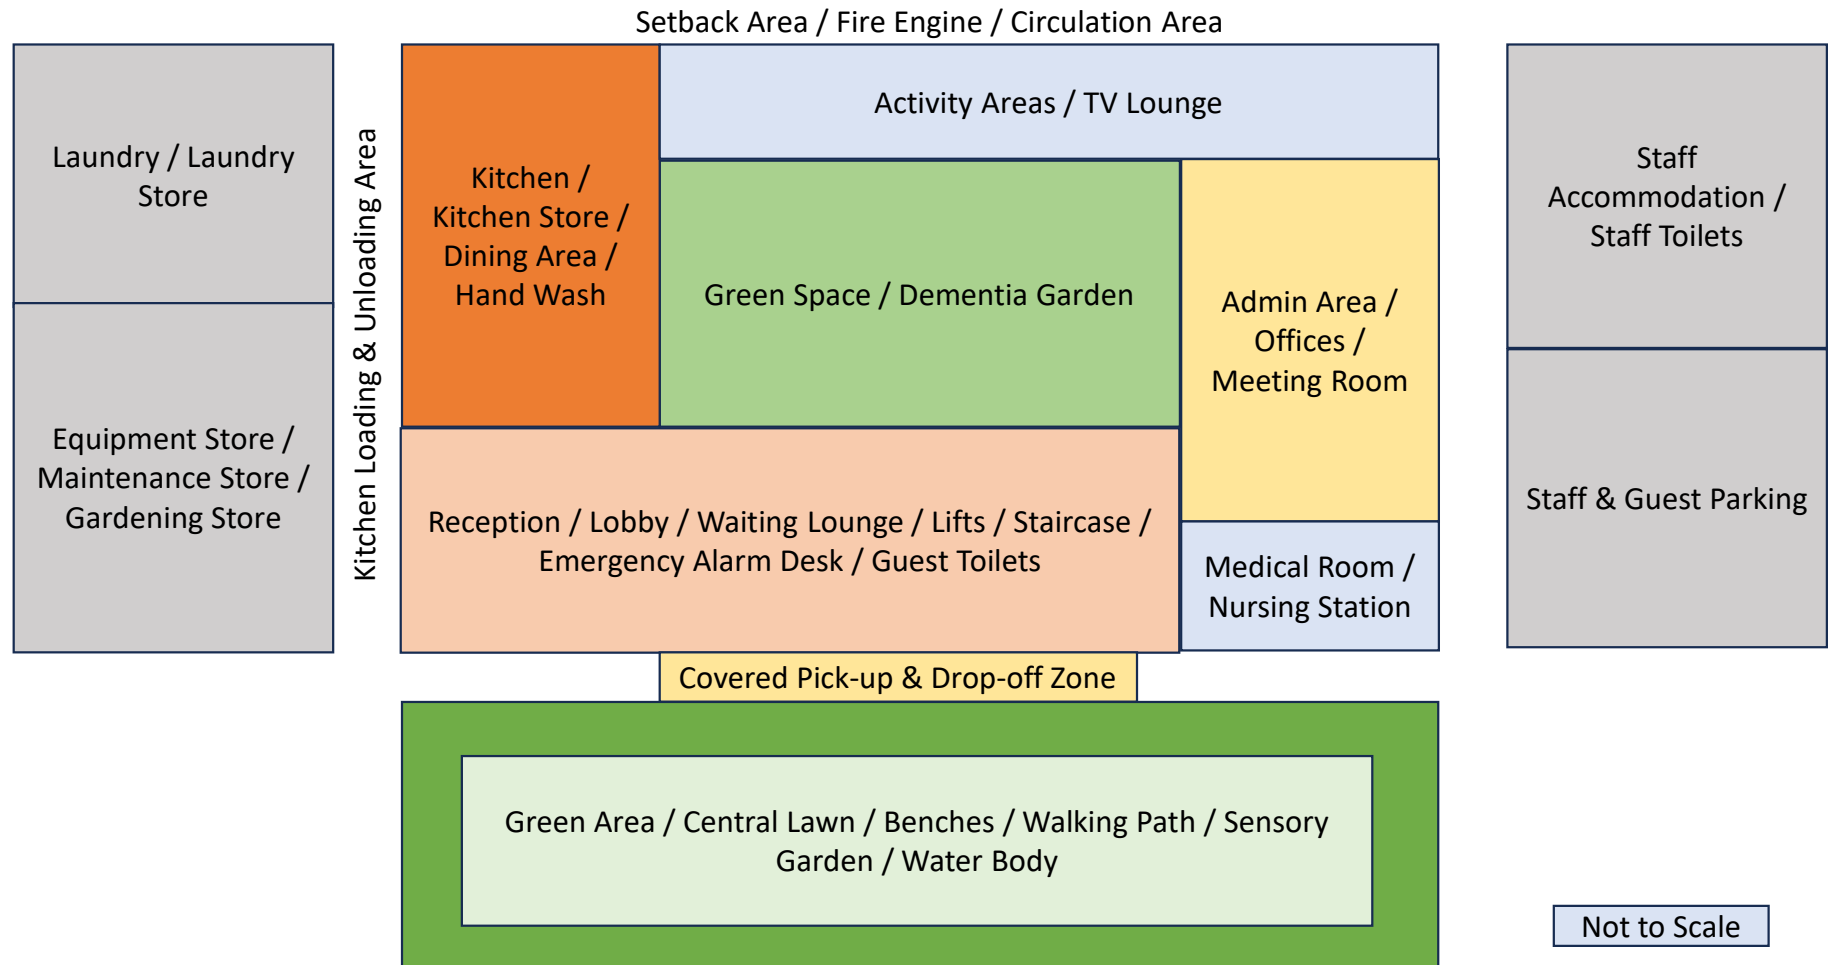 Setback Area / Fire Engine / Circulation Area
Laundry / Laundry
Store
Equipment Store /
Maintenance Store /
Gardening Store
Kitchen Loading & Unloading Area
Kitchen /
Kitchen Store /
Dining Area /
Hand Wash
Activity Areas / TV Lounge
Green Space / Dementia Garden
Admin Area /
Offices /
Meeting Room
Reception / Lobby / Waiting Lounge / Lifts / Staircase /
Emergency Alarm Desk / Guest Toilets
Medical Room /
Nursing Station
Staff
Accommodation /
Staff Toilets
Staff & Guest Parking
Covered Pick-up & Drop-off Zone
Green Area / Central Lawn / Benches / Walking Path / Sensory
Garden / Water Body
Not to Scale